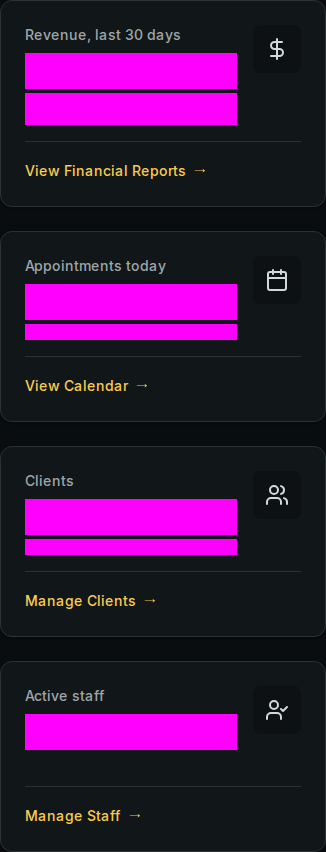 Revenue, last 30 days
View Financial Reports →
Appointments today
View Calendar →
Clients
Manage Clients →
Active staff
Manage Staff →